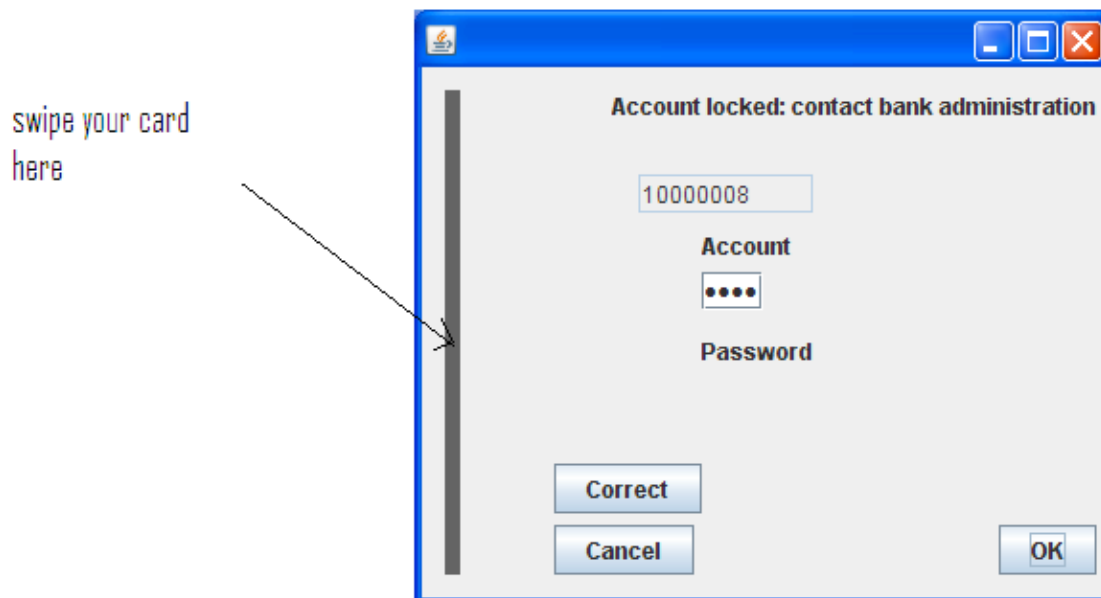 swipe your card
here
Account locked: contact bank administration
10000008
Account
••••
Password
Correct
Cancel
OK